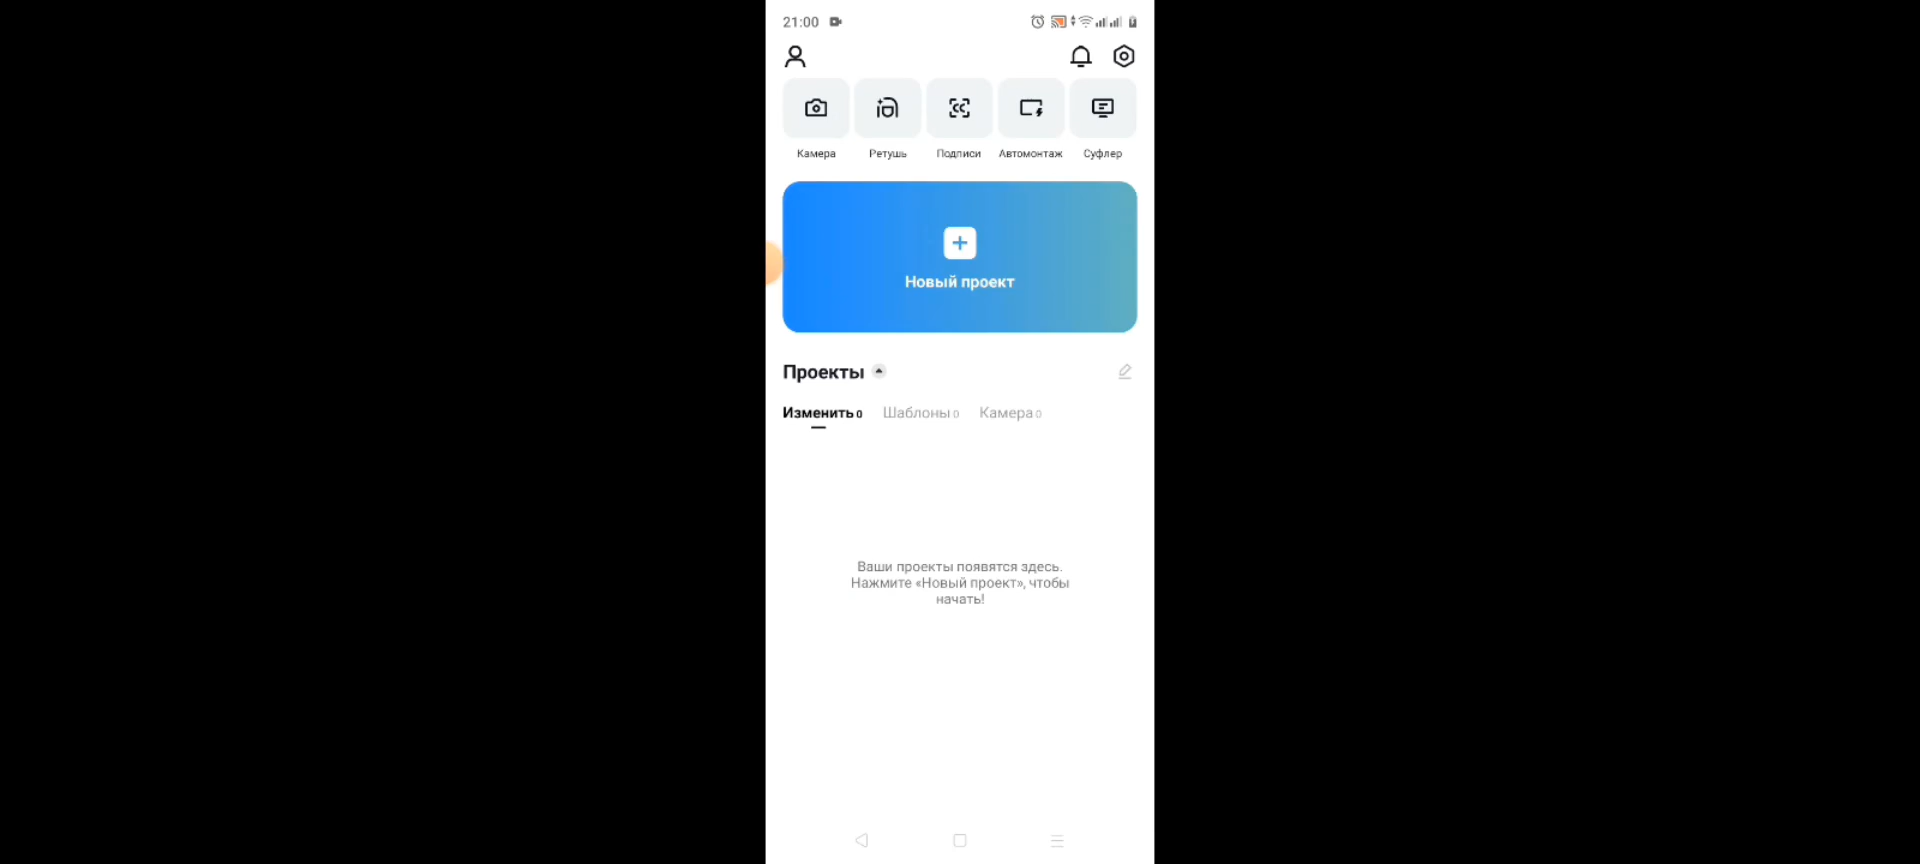 21:00
Камера Ретушь Подписи Автомонтаж Суфлер
Новый проект
Проекты
Изменить 0 Шаблоны 0 Камера 0
Ваши проекты появятся здесь.
Нажмите «Новый проект», чтобы
начать!